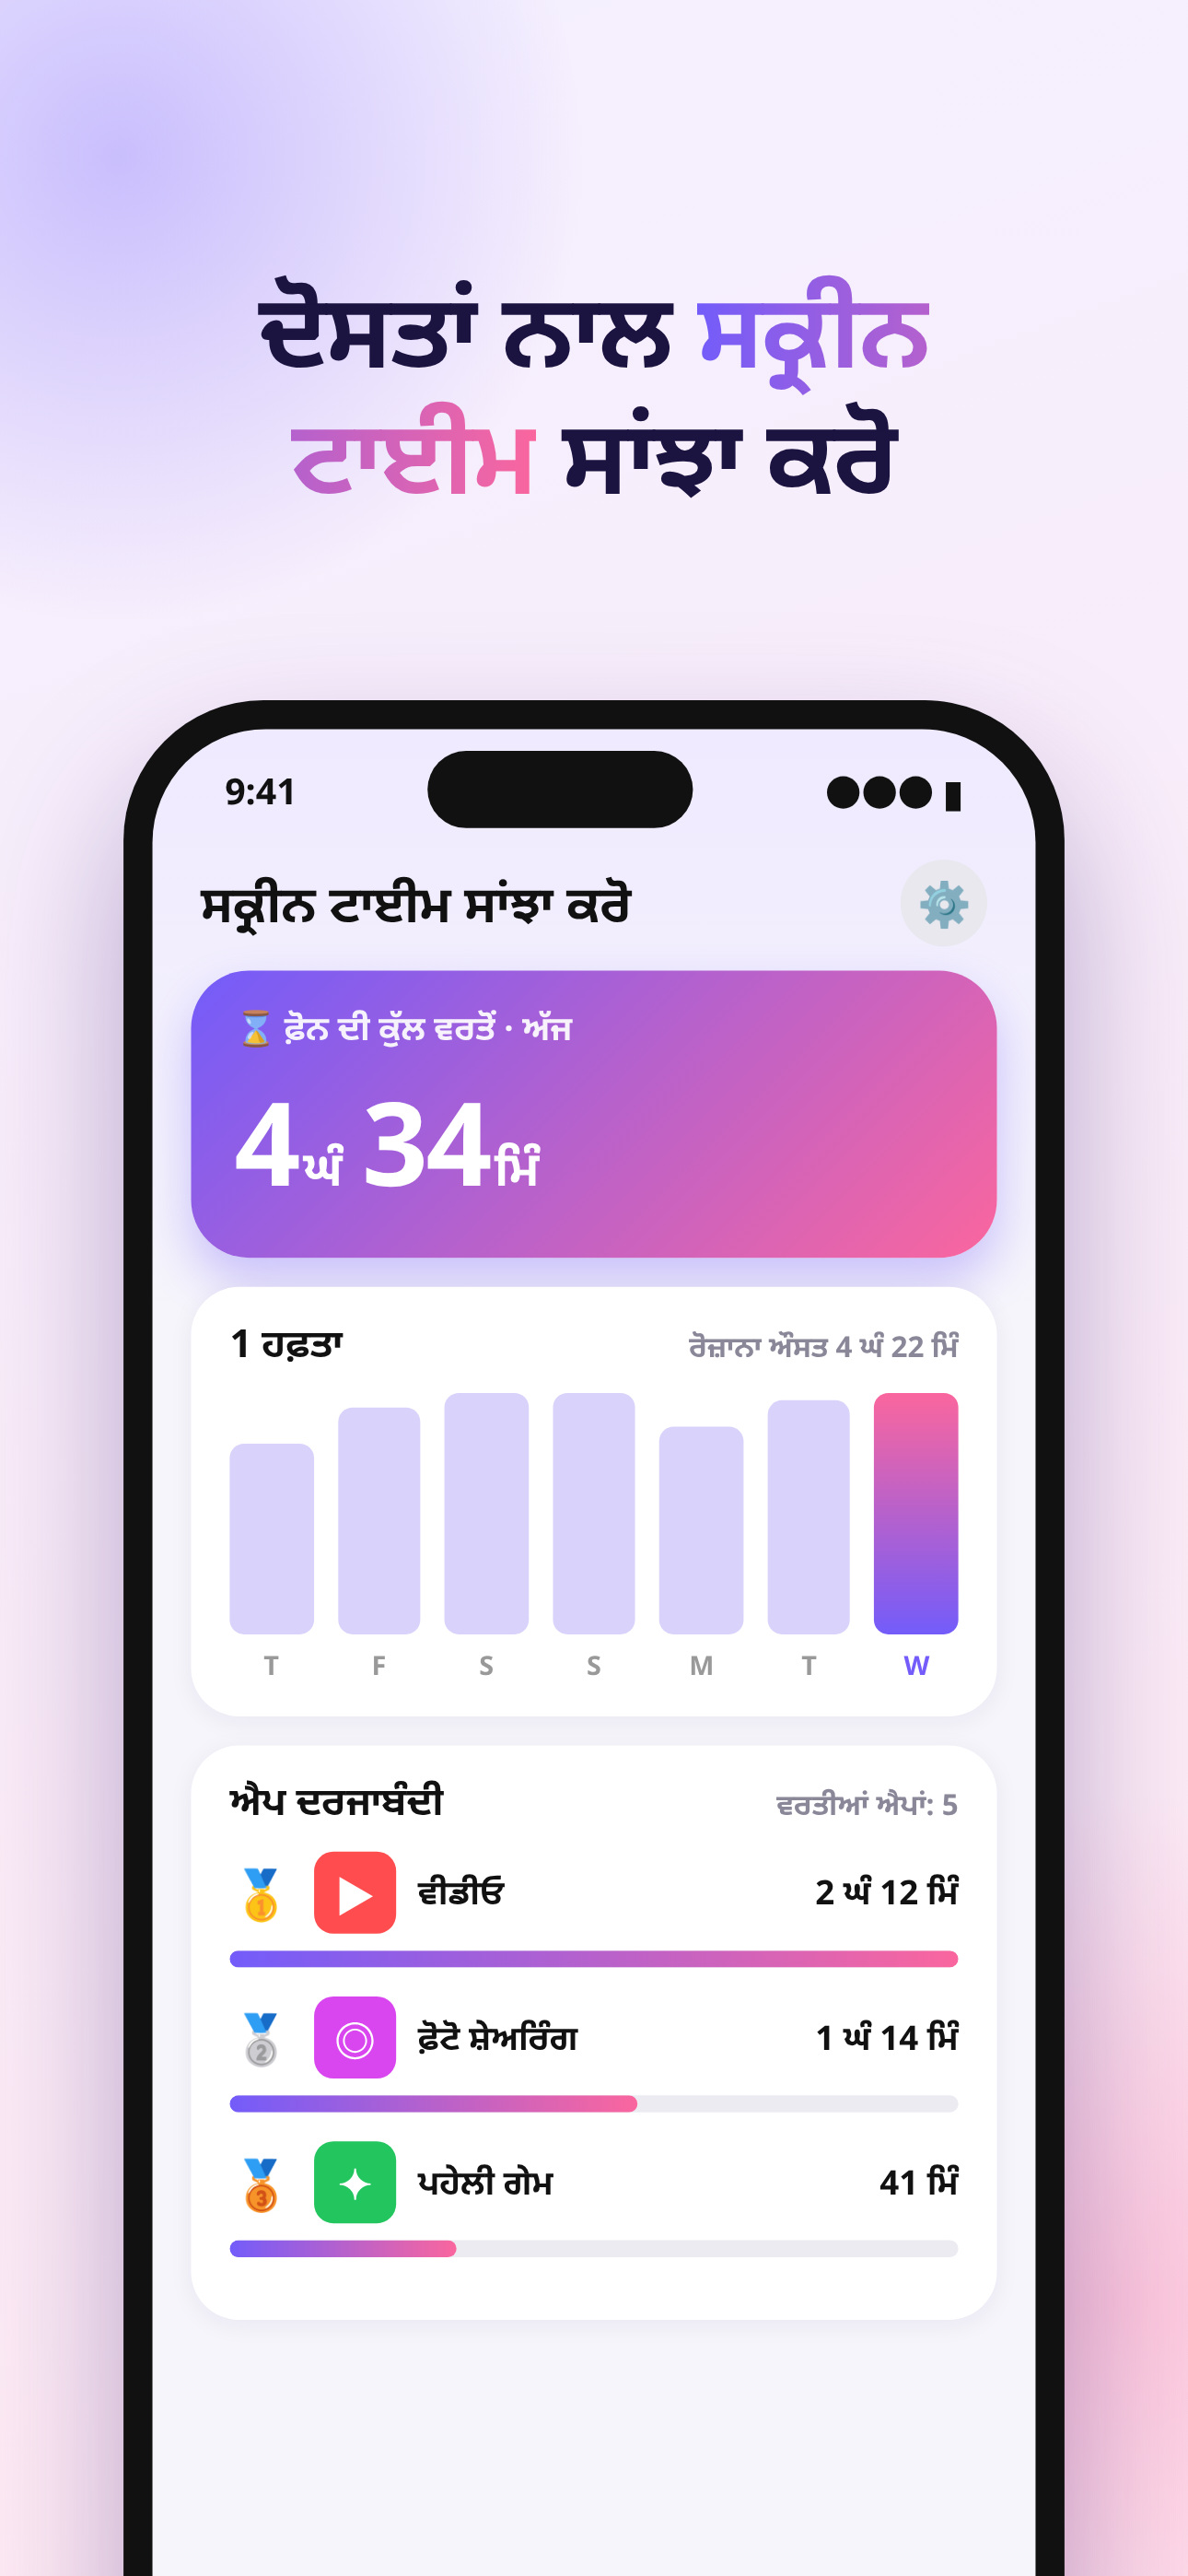 ਦੋਸਤਾਂ ਨਾਲ ਸਕ੍ਰੀਨ
ਟਾਈਮ ਸਾਂਝਾ ਕਰੋ
9:41
ਸਕ੍ਰੀਨ ਟਾਈਮ ਸਾਂਝਾ ਕਰੋ
ਫ਼ੋਨ ਦੀ ਕੁੱਲ ਵਰਤੋਂ · ਅੱਜ
4ਘੰ 34ਮਿੰ
1 ਹਫ਼ਤਾ
ਰੋਜ਼ਾਨਾ ਔਸਤ 4 ਘੰ 22 ਮਿੰ
T F S S M T W
ਐਪ ਦਰਜਾਬੰਦੀ
ਵਰਤੀਆਂ ਐਪਾਂ: 5
ਵੀਡੀਓ 2 ਘੰ 12 ਮਿੰ
ਫ਼ੋਟੋ ਸ਼ੇਅਰਿੰਗ 1 ਘੰ 14 ਮਿੰ
ਪਹੇਲੀ ਗੇਮ 41 ਮਿੰ